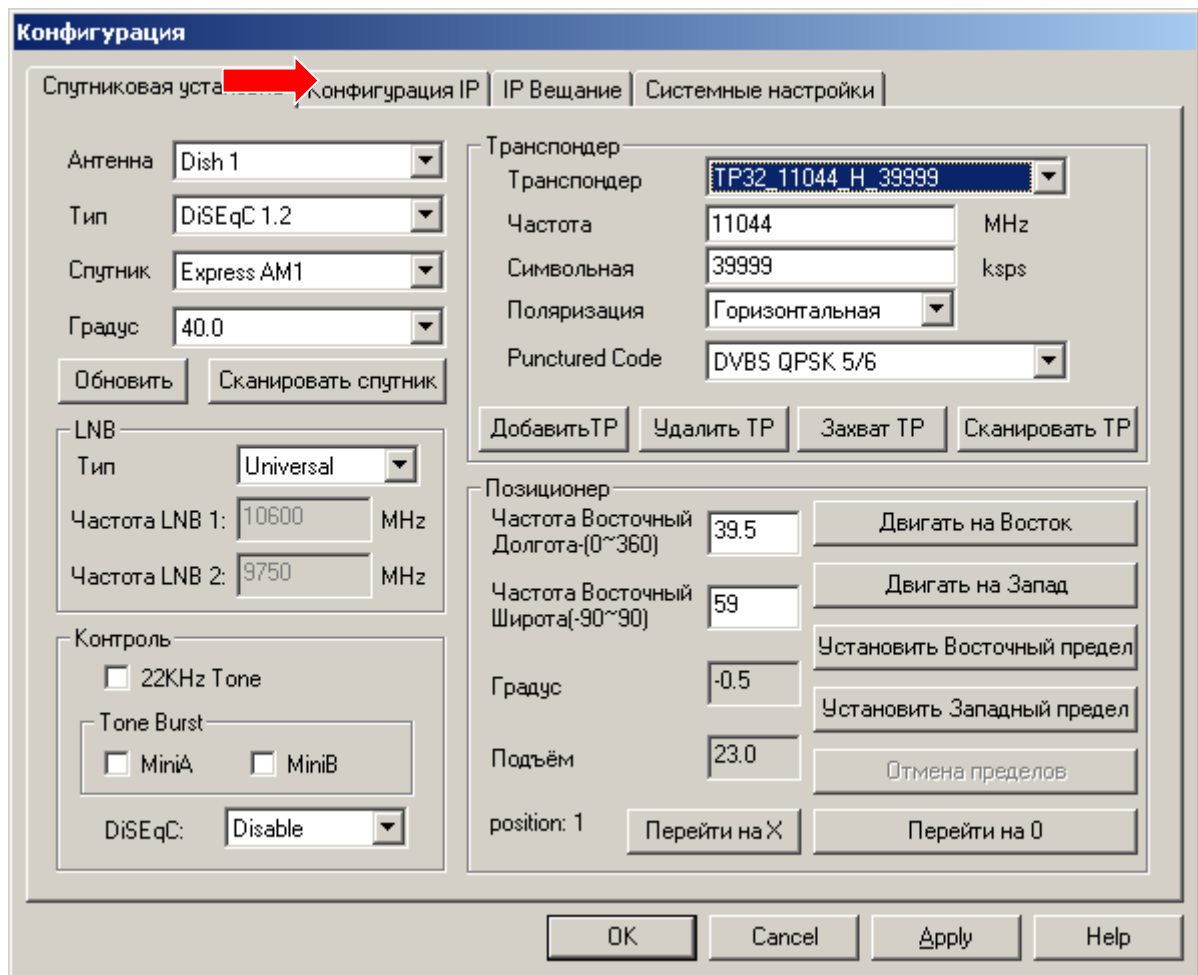 Конфигурация
Спутниковая Конфигурация IP IP Вещание Системные настройки
Антенна Dish 1
Тип DiSEqC 1.2
Спутник Express AM1
Градус 40.0
Обновить Сканировать спутник
LNB
Тип Universal
Частота LNB 1: 10600 MHz
Частота LNB 2: 9750 MHz
Контроль
22KHz Tone
Tone Burst
MiniA MiniB
DiSEqC: Disable
Транспондер
Транспондер TP32_11044_H_39999
Частота 11044 MHz
Символьная 39999 ksps
Поляризация Горизонтальная
Punctured Code DVBS QPSK 5/6
ДобавитьТР Удалить ТР Захват ТР Сканировать ТР
Позиционер
Частота Восточный
Долгота-(0~360) 39.5
Частота Восточный
Широта(-90~90) 59
Градус -0.5
Подъём 23.0
position: 1 Перейти на X
Двигать на Восток
Двигать на Запад
Установить Восточный предел
Установить Западный предел
Отмена пределов
Перейти на 0
OK Cancel Apply Help